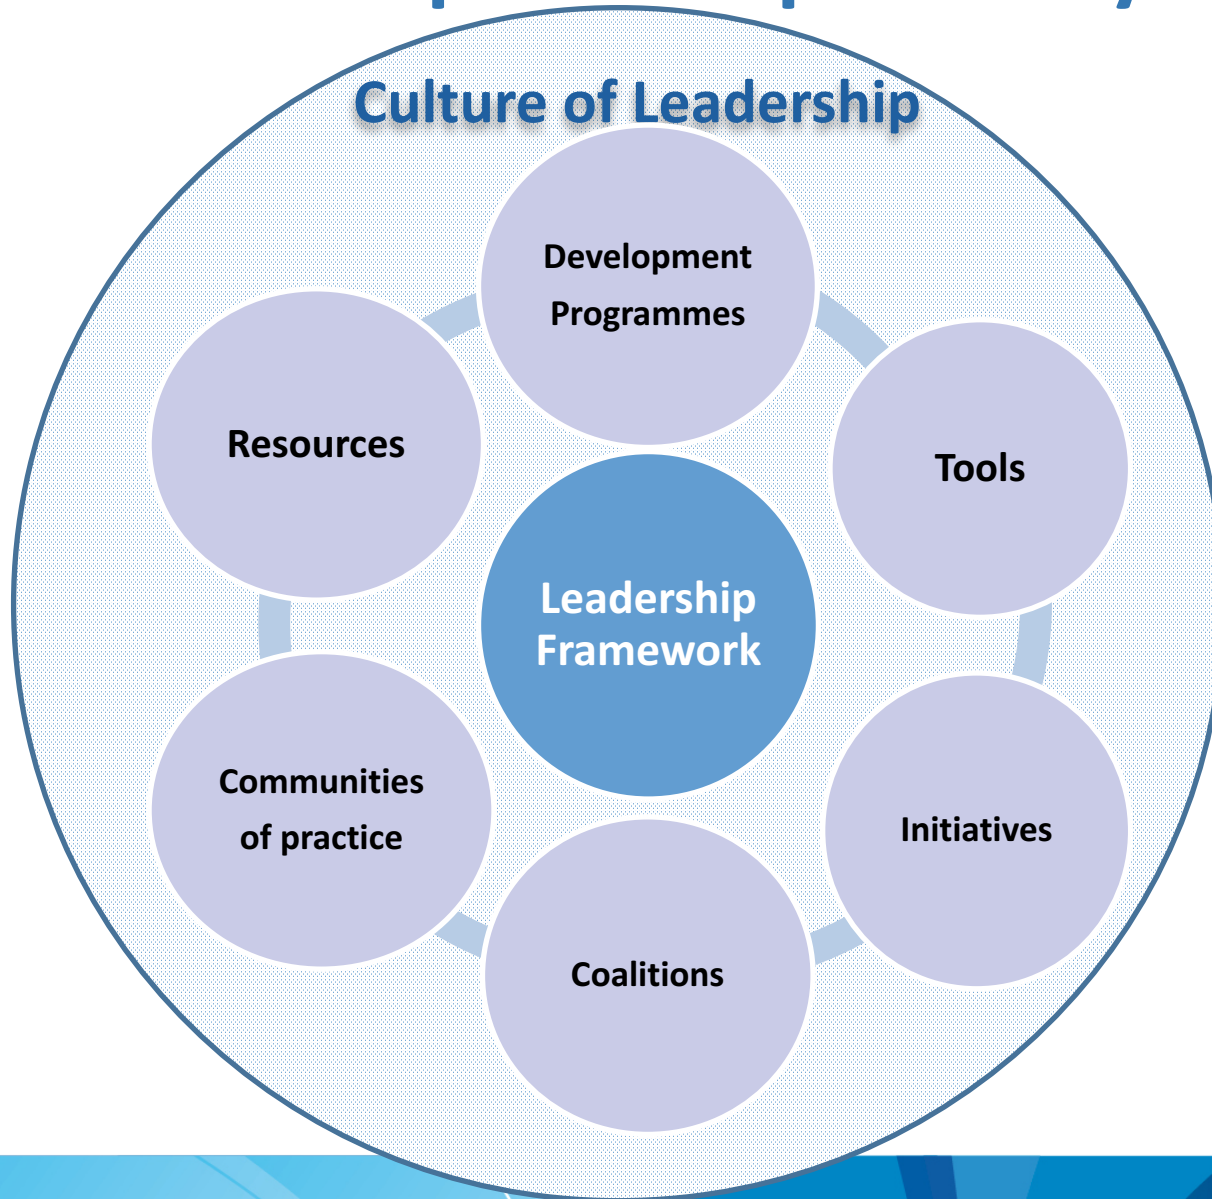 Culture of Leadership
Development
Programmes
Resources
Tools
Leadership
Framework
Communities
of practice
Initiatives
Coalitions